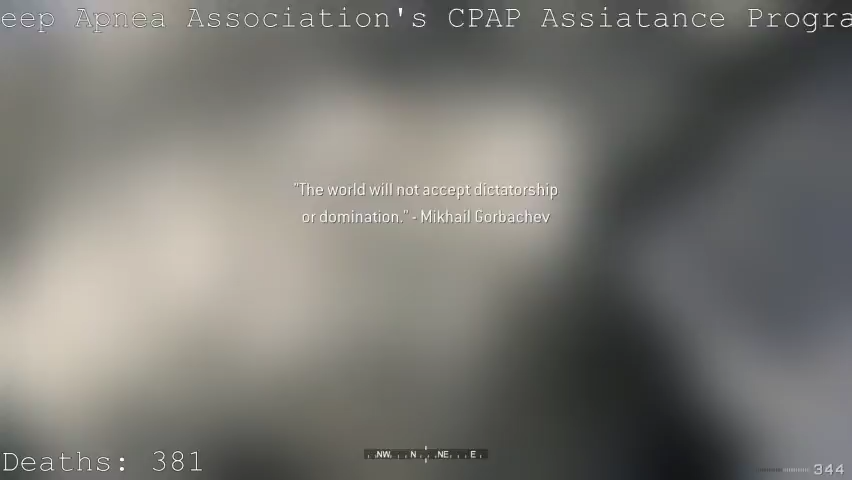 eep Apnea Association's CPAP Assiatance Progra
"The world will not accept dictatorship
or domination." - Mikhail Gorbachev
NW N NE E
Deaths: 381
344